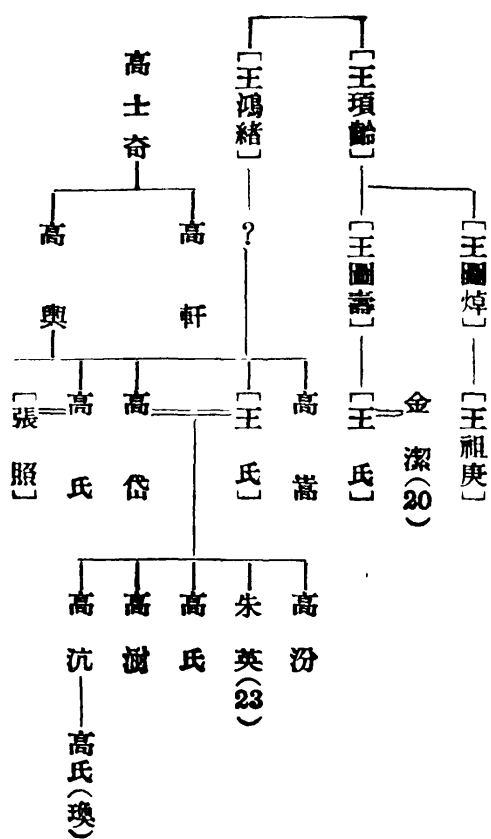 [王頊齡]
[王鴻緒]
高士奇
[王圖焯]
[王圖壽]
?
高軒
高輿
[王祖庚]
金潔(20)
[王氏]
高嵩
[王氏]
高岱
高氏
[張照]
高汾
朱英(23)
高氏
高澍
高沆
高氏(瑍)